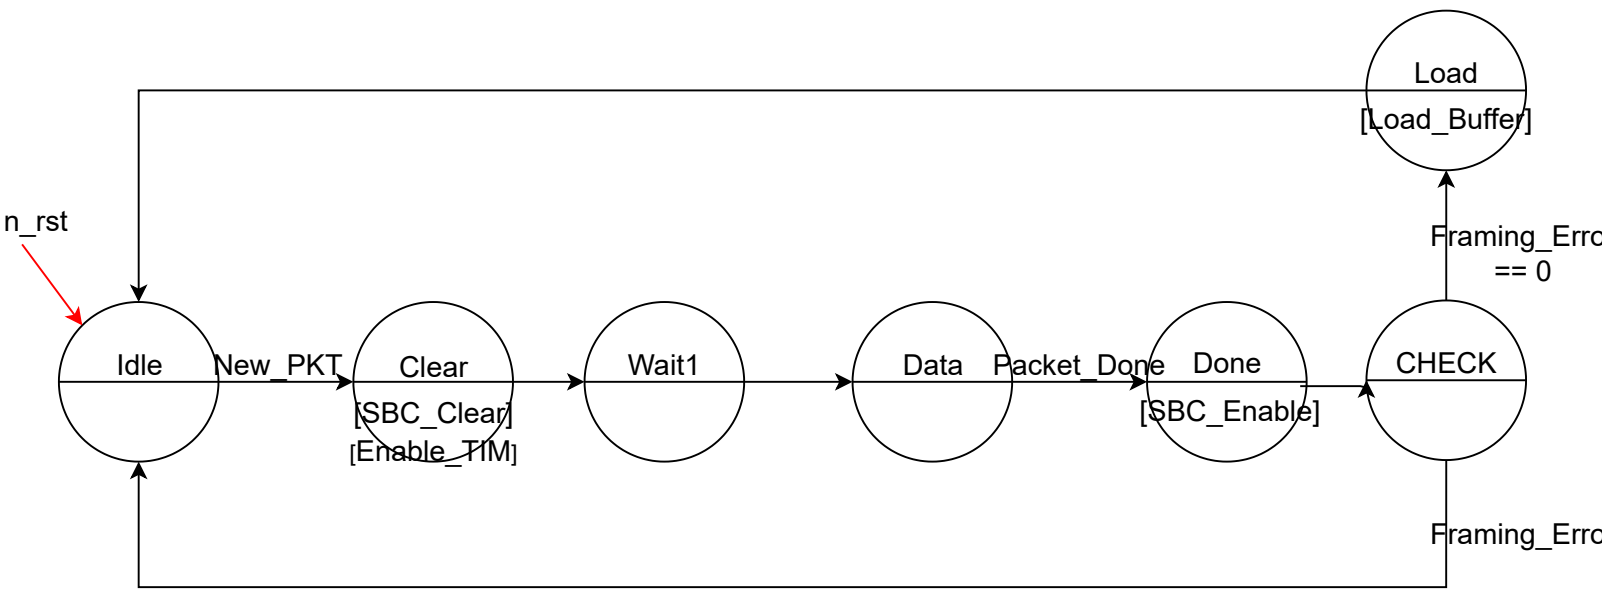 Load
[Load_Buffer]
n_rst
Framing_Erro
== 0
Idle
New_PKT
Clear
[SBC_Clear]
[Enable_TIM]
Wait1
Data
Packet_Done
Done
[SBC_Enable]
CHECK
Framing_Erro